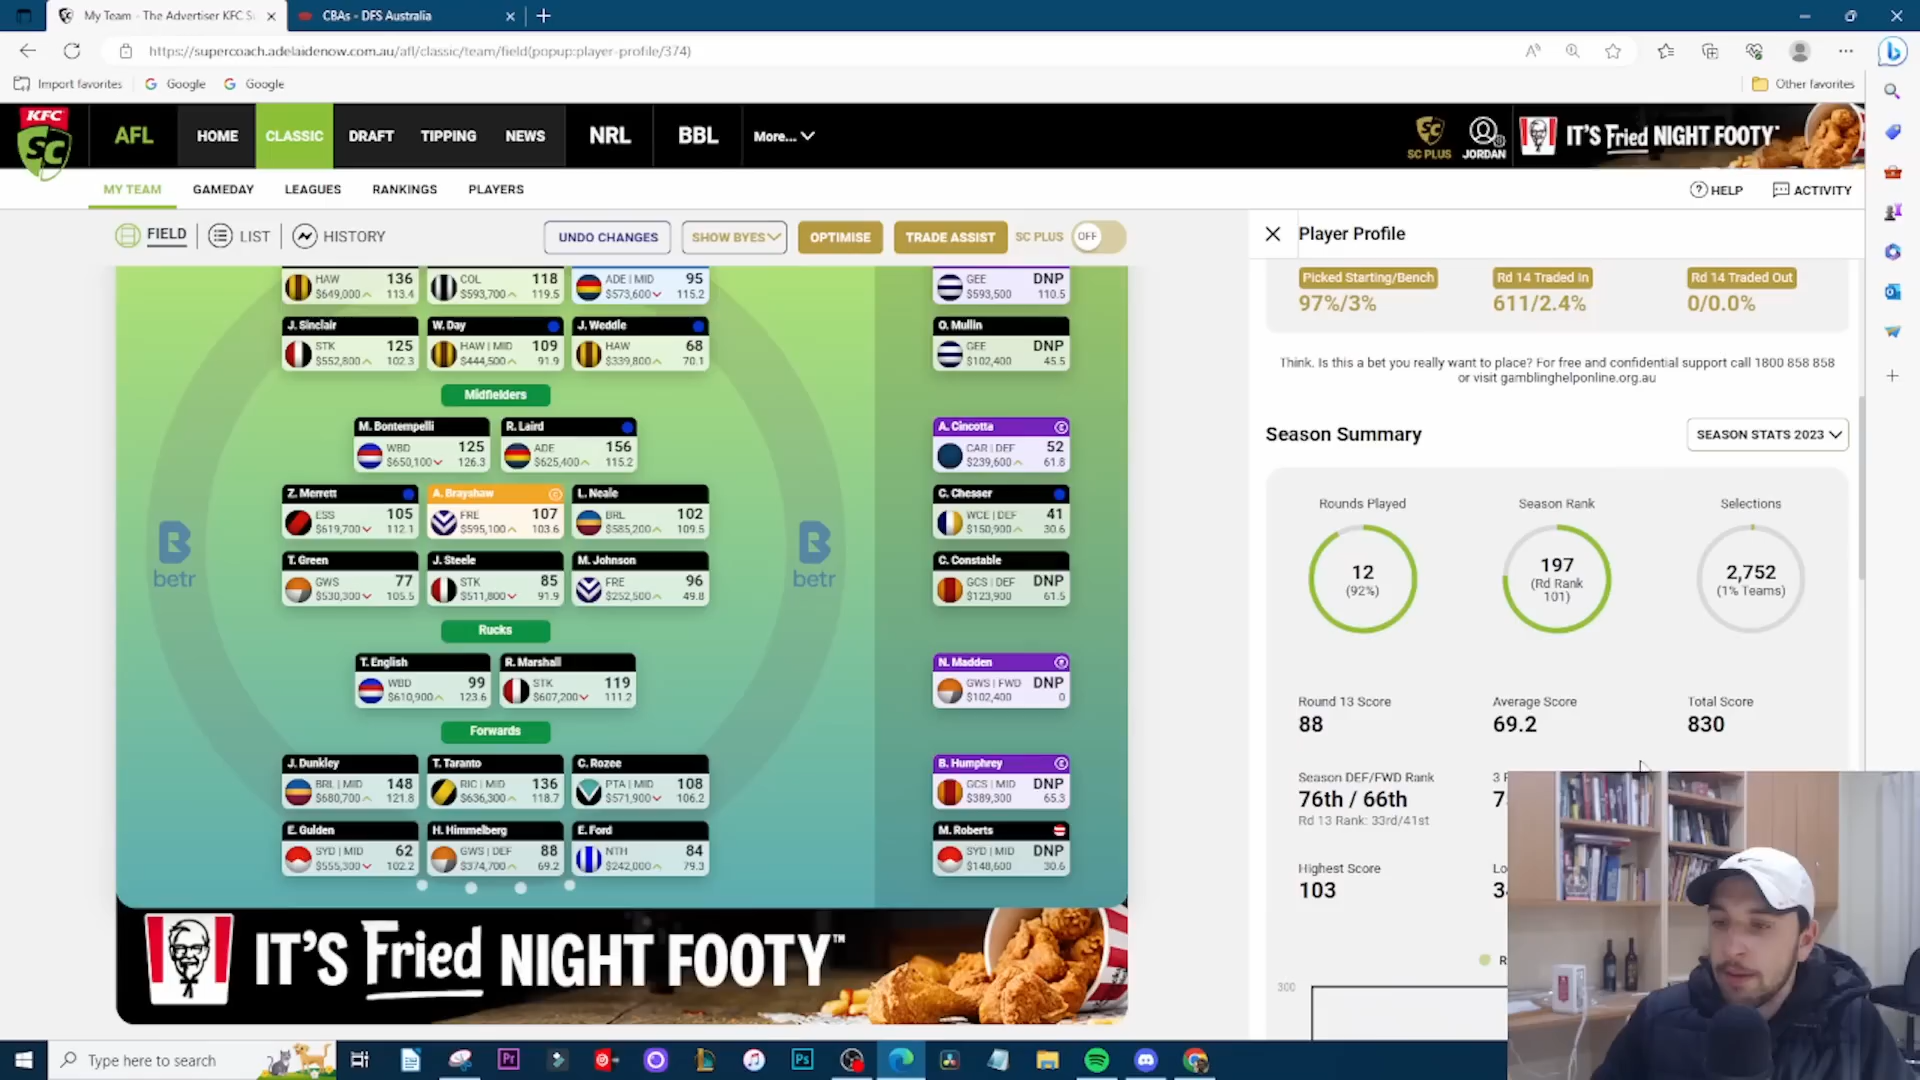 My Team - The Advertiser KFC S
CBAs - DFS Australia
https://supercoach.adelaidenow.com.au/afl/classic/team/field(popup:player-profile/374)
Import favorites
Google
Google
Other favorites
KFC
SC
AFL
HOME
CLASSIC
DRAFT
TIPPING
NEWS
NRL
BBL
More...
SC PLUS
JORDAN
IT'S Fried NIGHT FOOTY
MY TEAM
GAMEDAY
LEAGUES
RANKINGS
PLAYERS
HELP
ACTIVITY
FIELD
LIST
HISTORY
UNDO CHANGES
SHOW BYES
OPTIMISE
TRADE ASSIST
SC PLUS
OFF
HAW 136
$649,000 113.4
COL 118
$593,700 119.5
ADE | MID 95
$573,600 115.2
GEE DNP
$593,500 110.5
J. Sinclair
STK 125
$552,800 102.3
W. Day
HAW | MID 109
$444,500 91.9
J. Weddle
HAW 68
$339,800 70.1
O. Mullin
GEE DNP
$102,400 45.5
Midfielders
M. Bontempelli
WBD 125
$650,100 126.3
R. Laird
ADE 156
$625,400 115.2
A. Cincotta
CAR | DEF 52
$239,600 61.8
Z. Merrett
ESS 105
$619,700 112.1
A. Brayshaw
FRE 107
$595,100 103.6
L. Neale
BRL 102
$585,200 109.5
C. Chesser
WCE | DEF 41
$150,900 30.6
T. Green
GWS 77
$530,300 105.5
J. Steele
STK 85
$511,800 91.9
M. Johnson
FRE 96
$252,500 49.8
C. Constable
GCS | DEF DNP
$123,900 61.5
betr
betr
Rucks
T. English
WBD 99
$610,900 123.6
R. Marshall
STK 119
$607,200 111.2
N. Madden
GWS | FWD DNP
$102,400 0
Forwards
J. Dunkley
BRL | MID 148
$680,700 121.8
T. Taranto
RIC | MID 136
$636,300 118.7
C. Rozee
PTA | MID 108
$571,900 106.2
B. Humphrey
GCS | MID DNP
$389,300 65.3
E. Gulden
SYD | MID 62
$555,300 102.2
H. Himmelberg
GWS | DEF 88
$374,700 69.2
E. Ford
NTH 84
$242,000 79.3
M. Roberts
SYD | MID DNP
$148,600 30.6
IT'S Fried NIGHT FOOTY™
Player Profile
Picked Starting/Bench
97%/3%
Rd 14 Traded In
611/2.4%
Rd 14 Traded Out
0/0.0%
Think. Is this a bet you really want to place? For free and confidential support call 1800 858 858
or visit gamblinghelponline.org.au
Season Summary
SEASON STATS 2023
Rounds Played
12
(92%)
Season Rank
197
(Rd Rank
101)
Selections
2,752
(1% Teams)
Round 13 Score
88
Average Score
69.2
Total Score
830
Season DEF/FWD Rank
76th / 66th
Rd 13 Rank: 33rd/41st
Highest Score
103
300
Type here to search